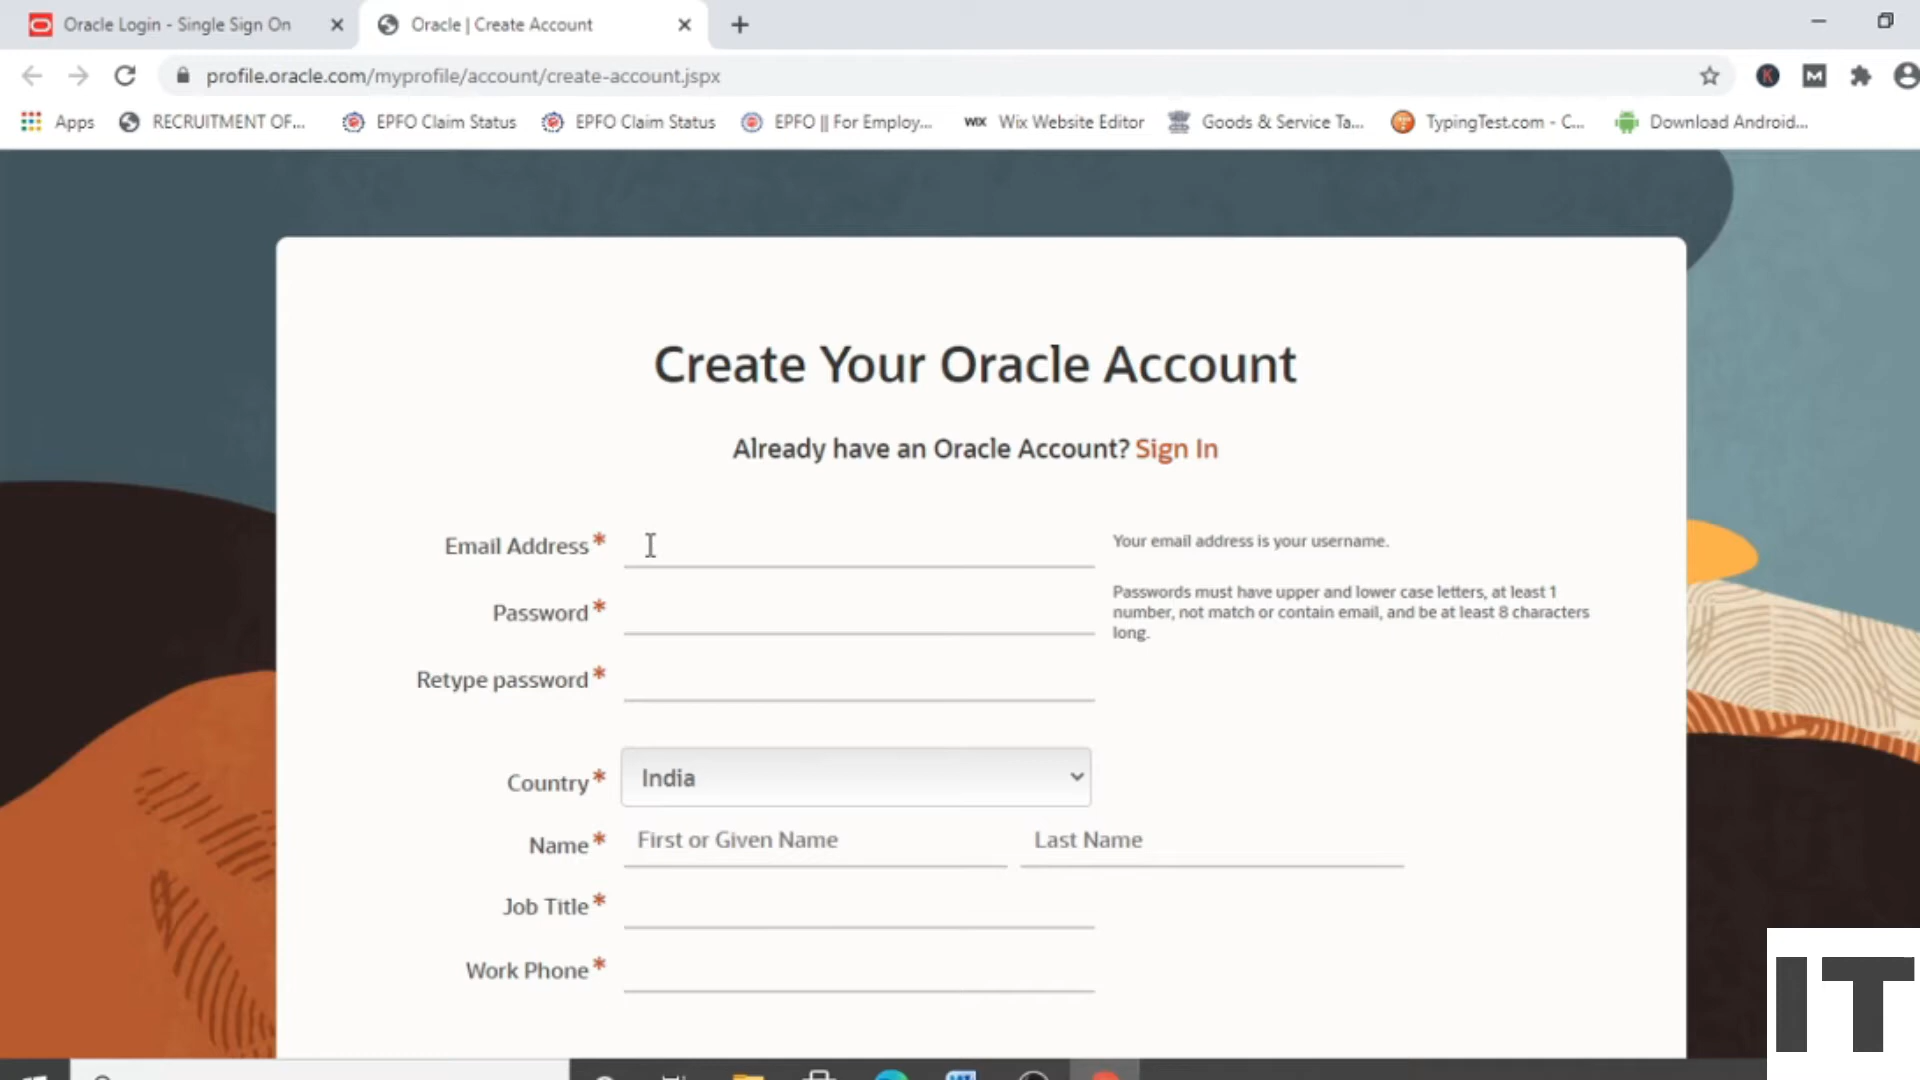 Oracle Login - Single Sign On
Oracle | Create Account
profile.oracle.com/myprofile/account/create-account.jspx
K
M
Apps
RECRUITMENT OF...
EPFO Claim Status
EPFO Claim Status
EPFO || For Employ...
WIX
Wix Website Editor
Goods & Service Ta...
TypingTest.com - C...
Download Android...
Create Your Oracle Account
Already have an Oracle Account? Sign In
Email Address*
Your email address is your username.
Password*
Passwords must have upper and lower case letters, at least 1
number, not match or contain email, and be at least 8 characters
long.
Retype password*
Country*
India
Name*
First or Given Name
Last Name
Job Title*
Work Phone*
IT